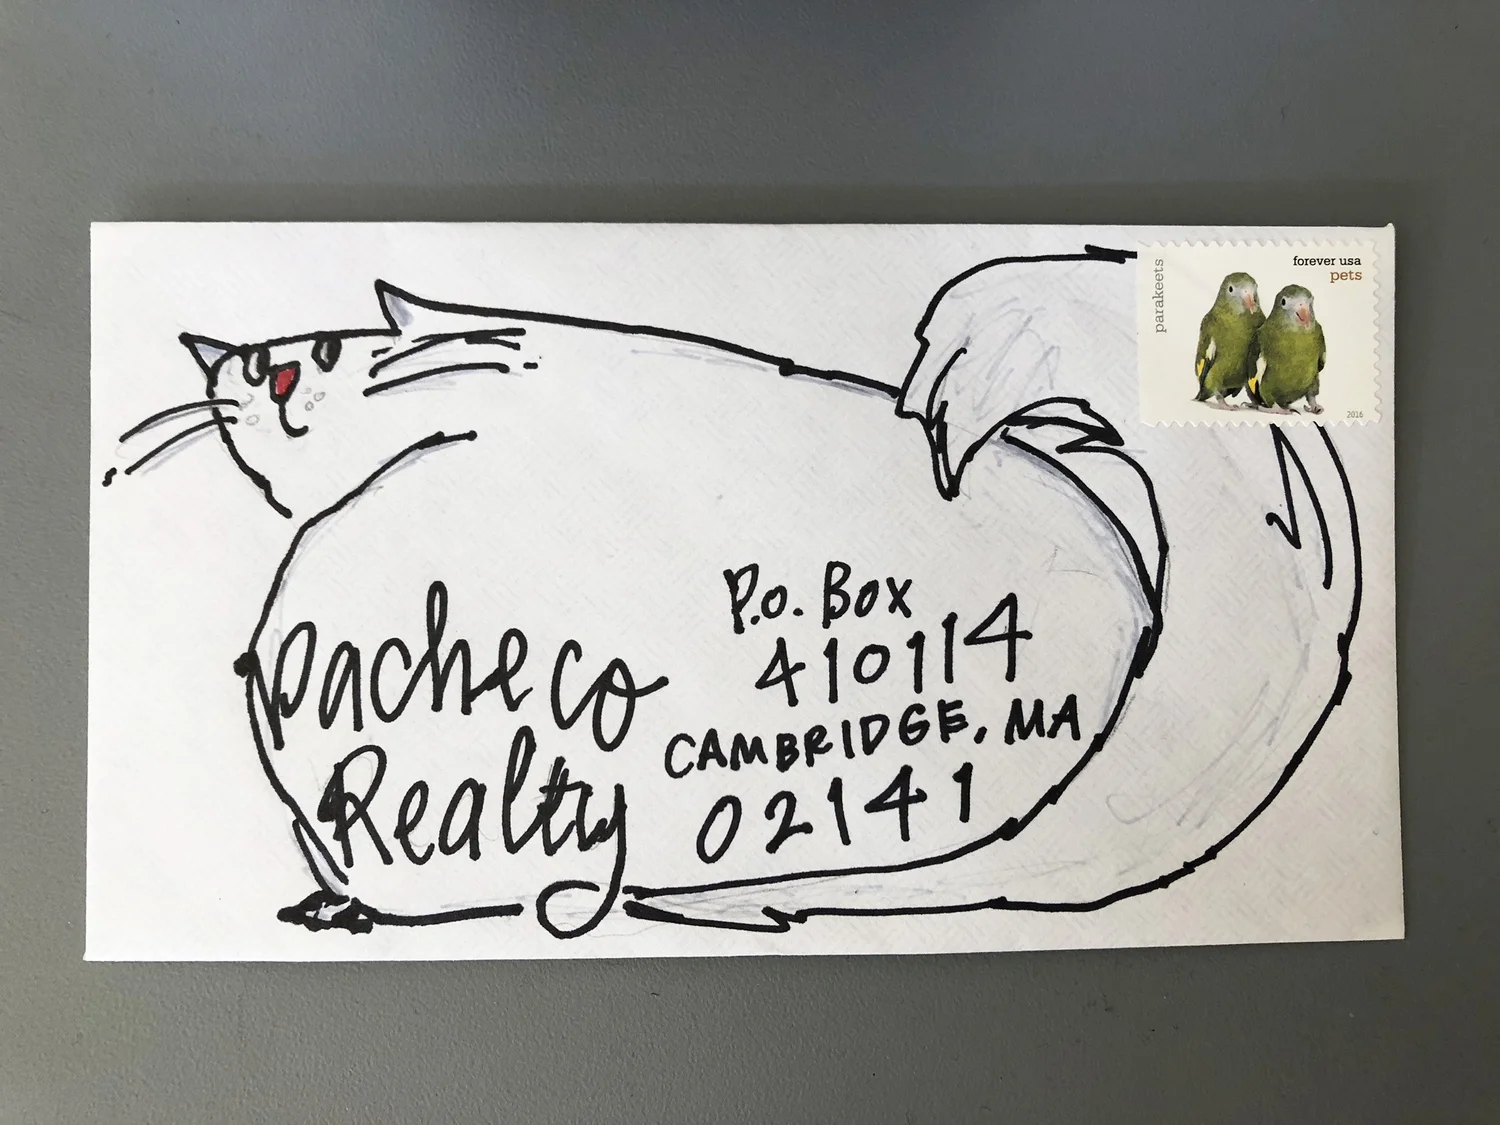 parakeets
forever usa
pets
2016
Pacheco
Realty
P.O. Box
410114
CAMBRIDGE, MA
02141